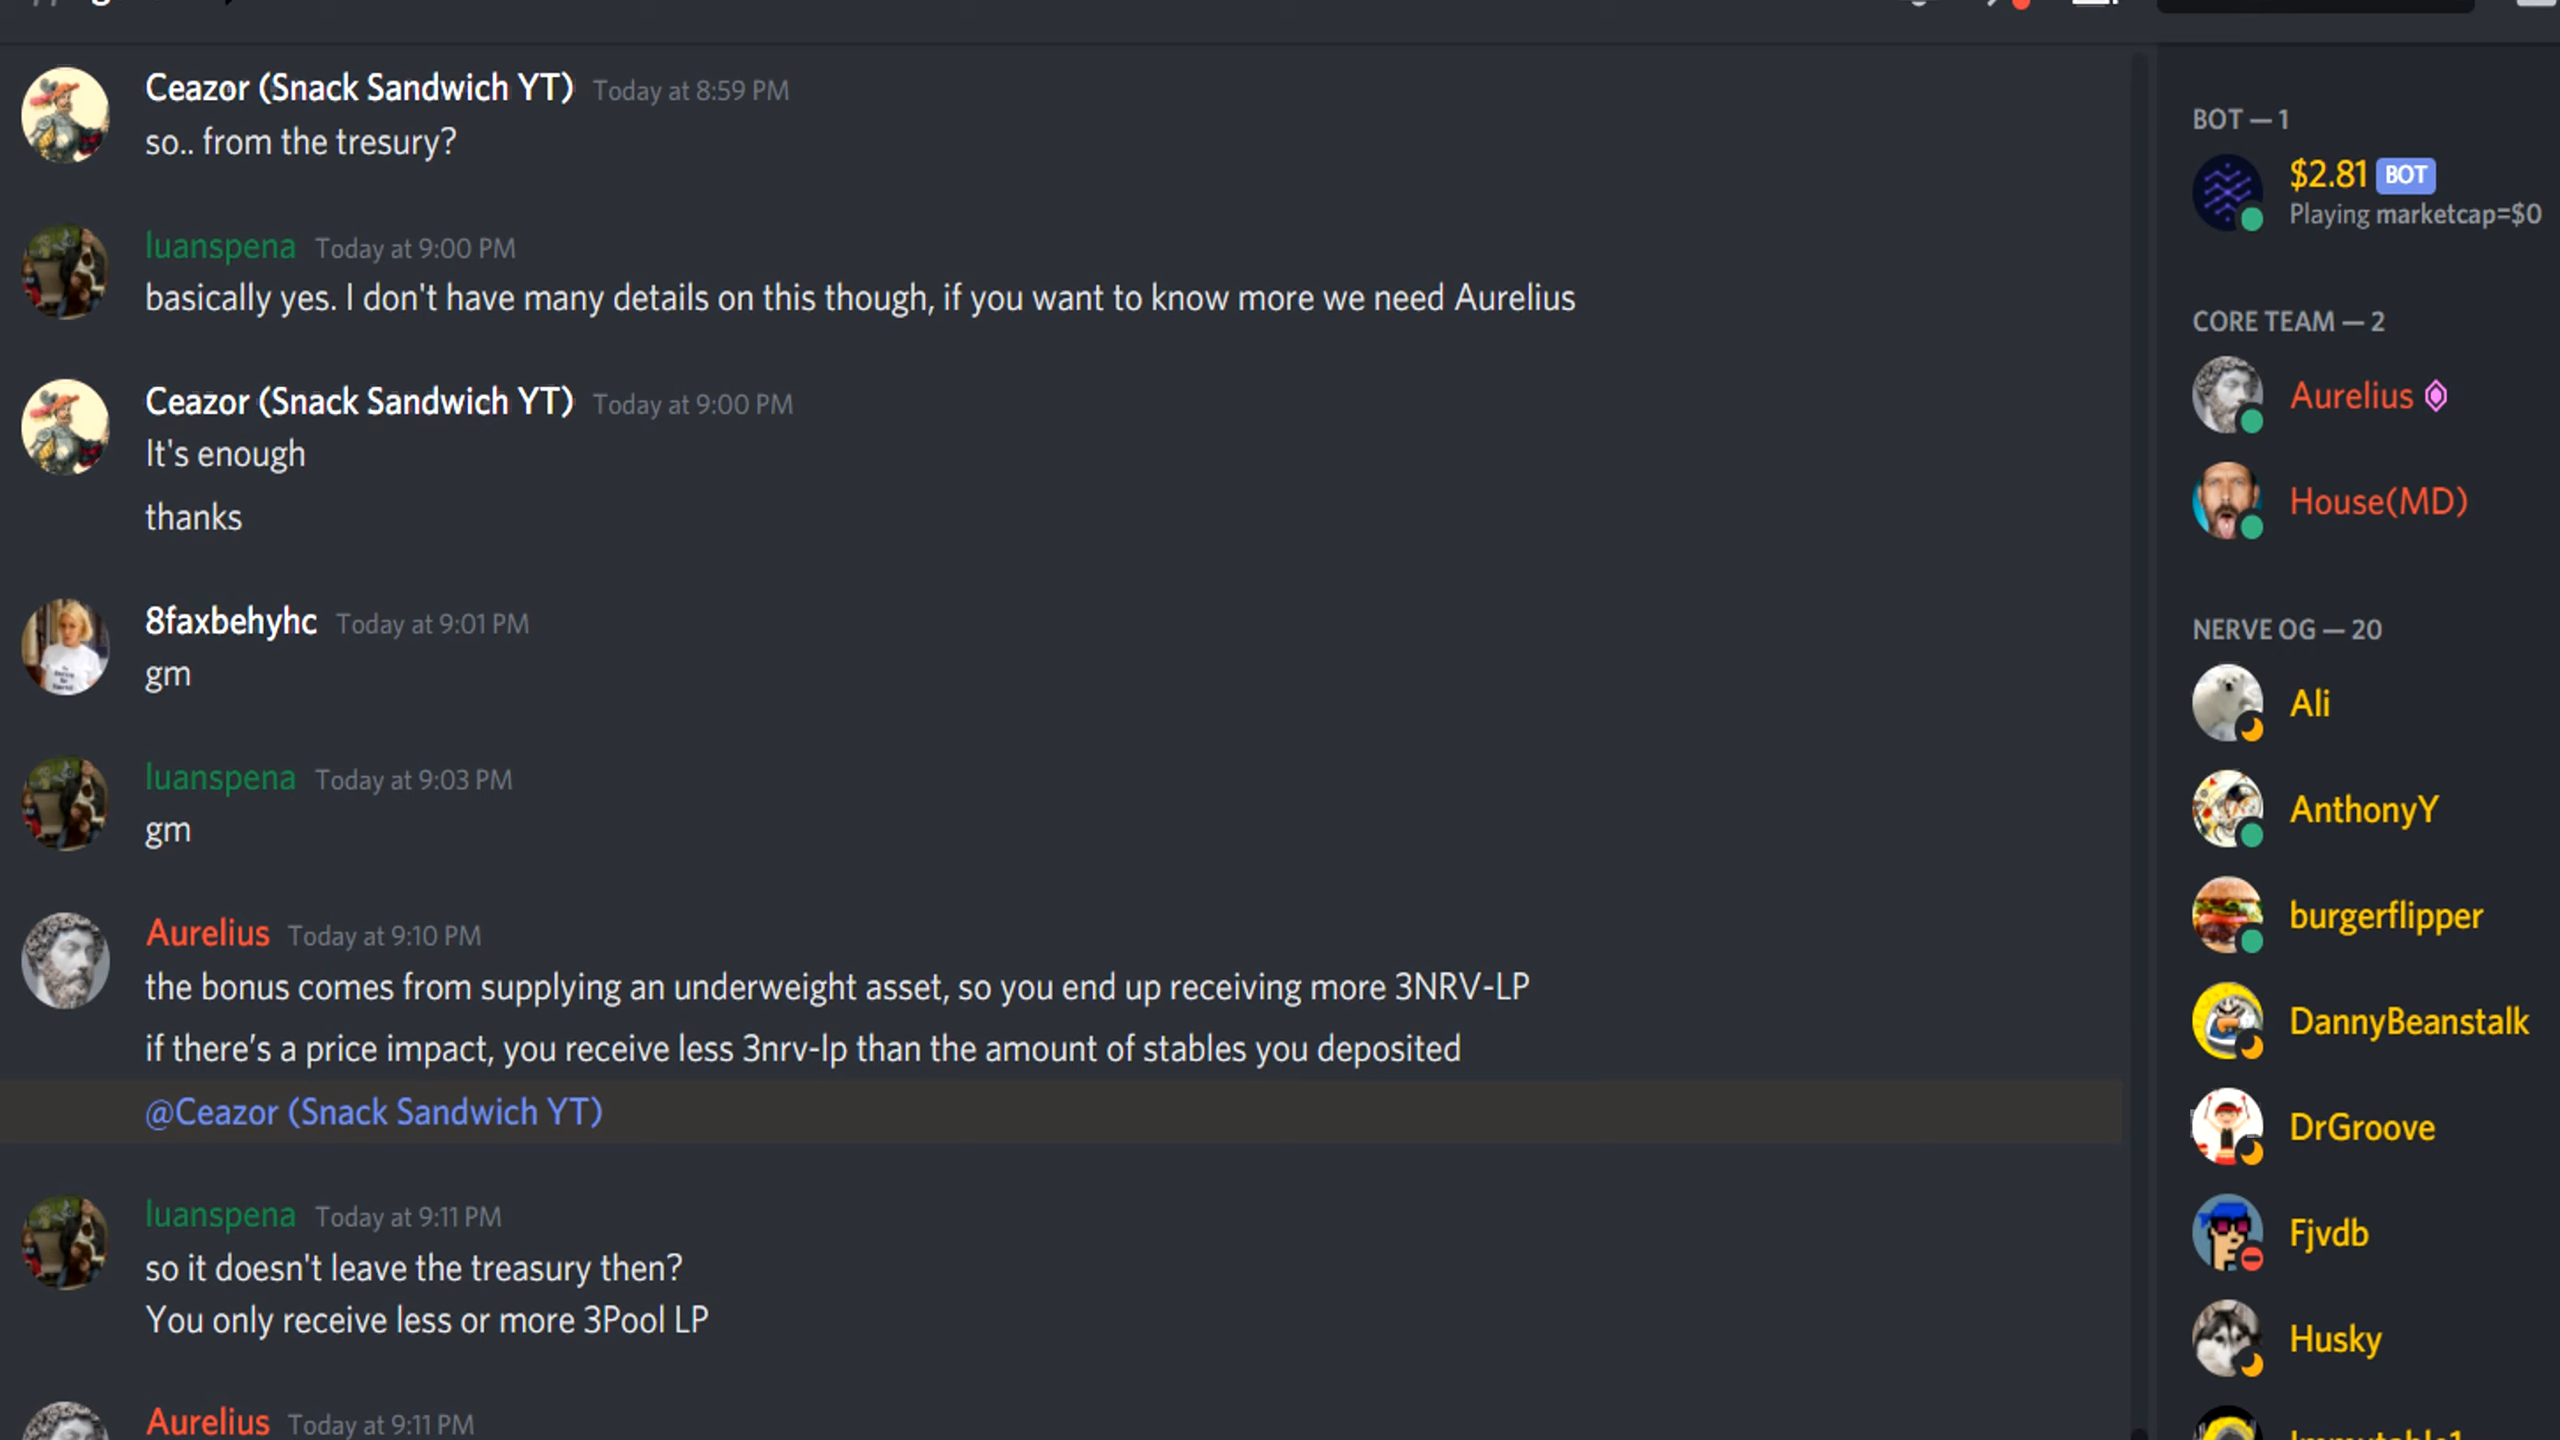 Ceazor (Snack Sandwich YT) Today at 8:59 PM
so.. from the tresury?
luanspena Today at 9:00 PM
basically yes. I don't have many details on this though, if you want to know more we need Aurelius
Ceazor (Snack Sandwich YT) Today at 9:00 PM
It's enough
thanks
8faxbehyhc Today at 9:01 PM
gm
luanspena Today at 9:03 PM
gm
Aurelius Today at 9:10 PM
the bonus comes from supplying an underweight asset, so you end up receiving more 3NRV-LP
if there’s a price impact, you receive less 3nrv-lp than the amount of stables you deposited
@Ceazor (Snack Sandwich YT)
luanspena Today at 9:11 PM
so it doesn't leave the treasury then?
You only receive less or more 3Pool LP
Aurelius Today at 9:11 PM
BOT — 1
$2.81 BOT
Playing marketcap=$0
CORE TEAM — 2
Aurelius
House(MD)
NERVE OG — 20
Ali
AnthonyY
burgerflipper
DannyBeanstalk
DrGroove
Fjvdb
Husky